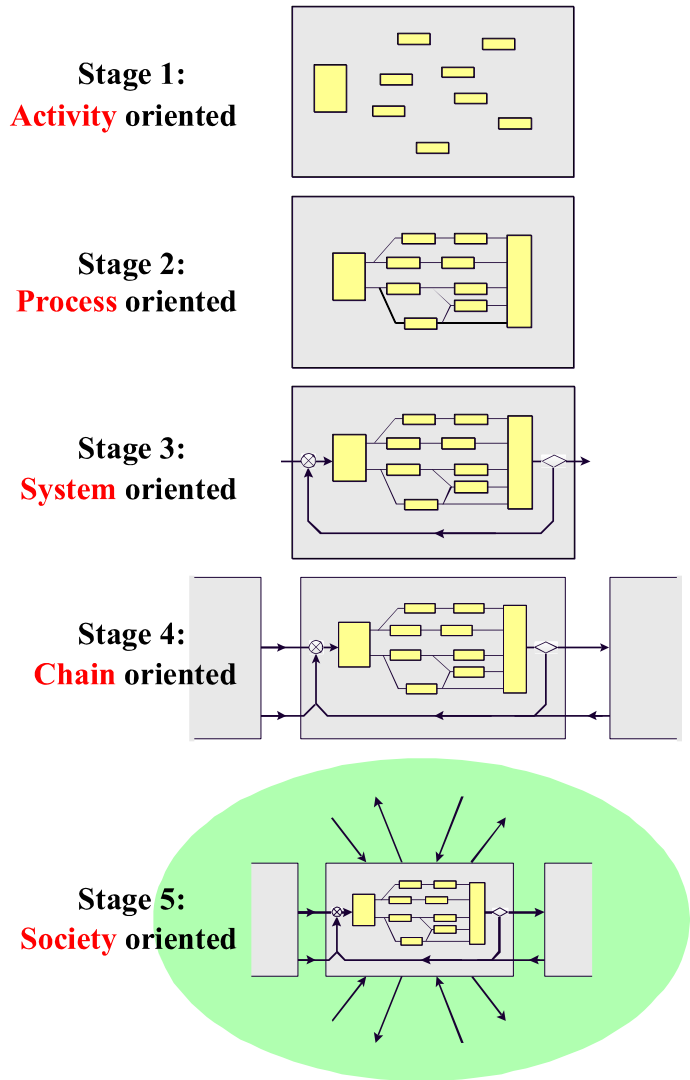 Stage 1:
Activity oriented
Stage 2:
Process oriented
Stage 3:
System oriented
Stage 4:
Chain oriented
Stage 5:
Society oriented